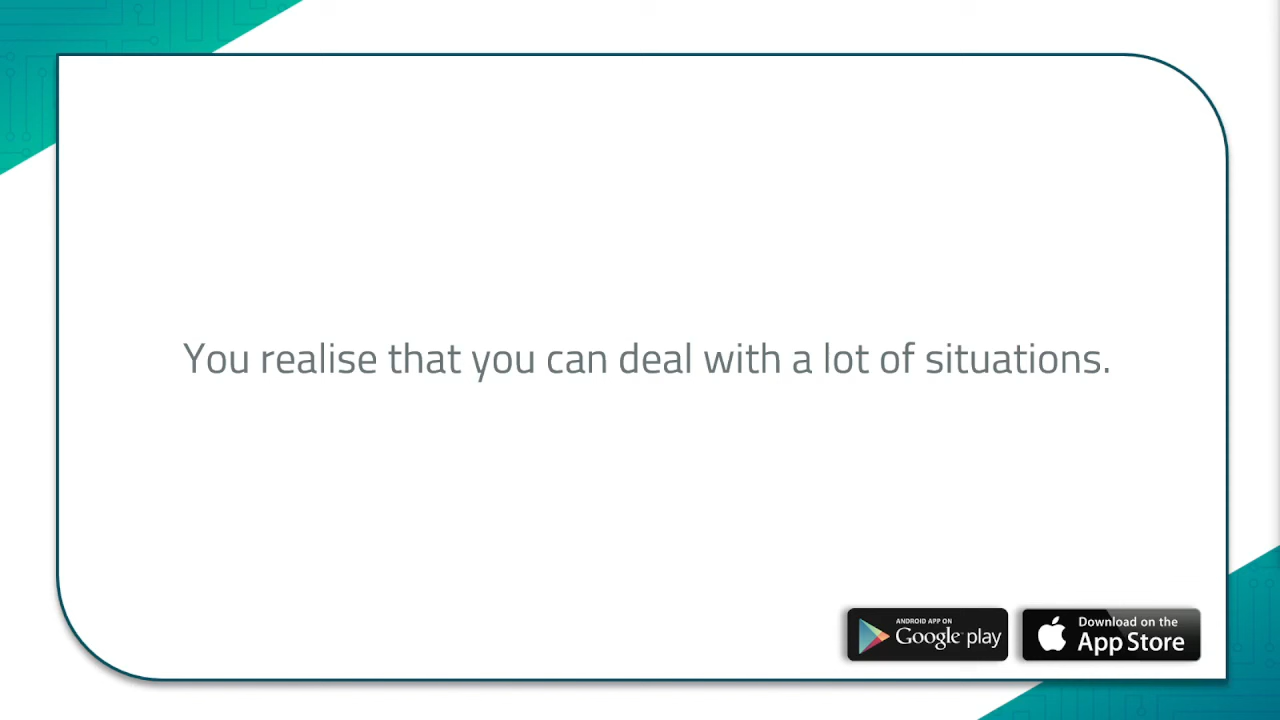 You realise that you can deal with a lot of situations.
ANDROID APP ON
Google play
Download on the
App Store